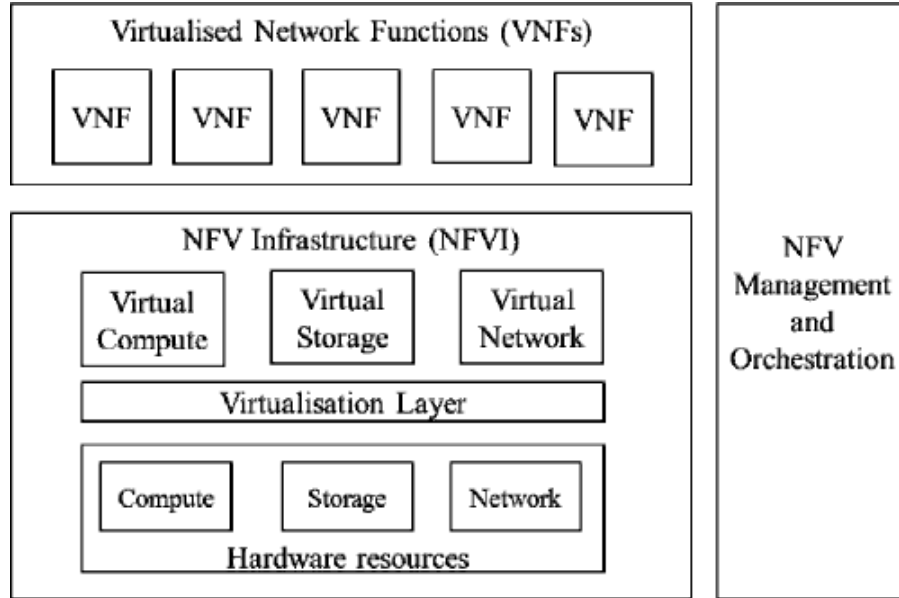 Virtualised Network Functions (VNFs)
VNF VNF VNF VNF VNF
NFV Infrastructure (NFVI)
Virtual
Compute
Virtual
Storage
Virtual
Network
Virtualisation Layer
Compute
Storage
Network
Hardware resources
NFV
Management
and
Orchestration